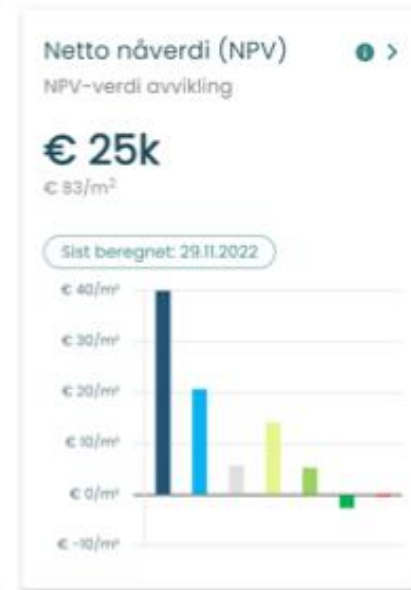 Netto nåverdi (NPV)
NPV-verdi avvikling
€ 25k
€ 83/m²
Sist beregnet: 29.11.2022
€ 40/m²
€ 30/m²
€ 20/m²
€ 10/m²
€ 0/m²
€ -10/m²